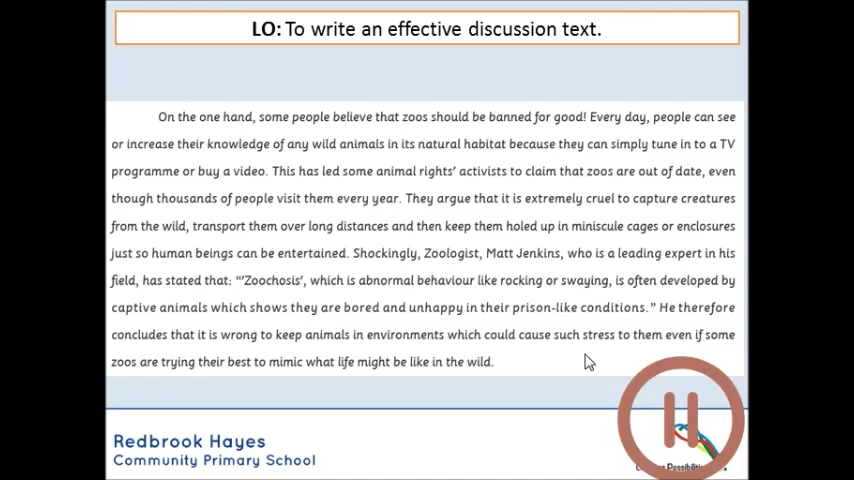 LO: To write an effective discussion text.
On the one hand, some people believe that zoos should be banned for good! Every day, people can see
or increase their knowledge of any wild animals in its natural habitat because they can simply tune in to a TV
programme or buy a video. This has led some animal rights' activists to claim that zoos are out of date, even
though thousands of people visit them every year. They argue that it is extremely cruel to capture creatures
from the wild, transport them over long distances and then keep them holed up in miniscule cages or enclosures
just so human beings can be entertained. Shockingly, Zoologist, Matt Jenkins, who is a leading expert in his
field, has stated that: “‘Zoochosis’, which is abnormal behaviour like rocking or swaying, is often developed by
captive animals which shows they are bored and unhappy in their prison-like conditions.” He therefore
concludes that it is wrong to keep animals in environments which could cause such stress to them even if some
zoos are trying their best to mimic what life might be like in the wild.
Redbrook Hayes
Community Primary School